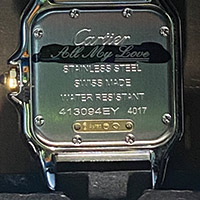 Cartier
All My Love
STAINLESS STEEL
SWISS MADE
WATER RESISTANT
413094EY 4017